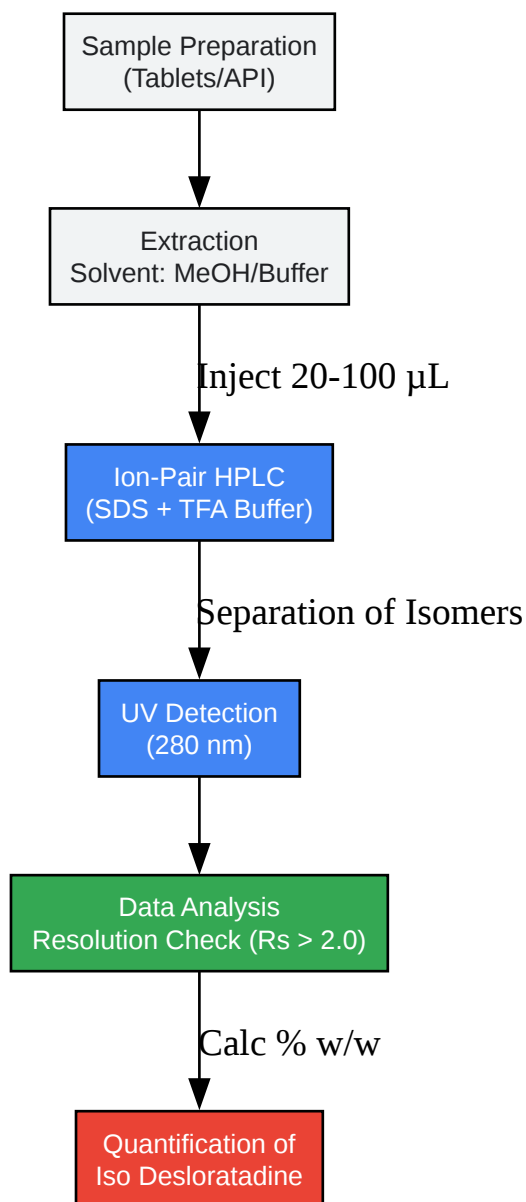 Sample Preparation
(Tablets/API)
Extraction
Solvent: MeOH/Buffer
Inject 20-100 µL
Ion-Pair HPLC
(SDS + TFA Buffer)
Separation of Isomers
UV Detection
(280 nm)
Data Analysis
Resolution Check (Rs > 2.0)
Calc % w/w
Quantification of
Iso Desloratadine